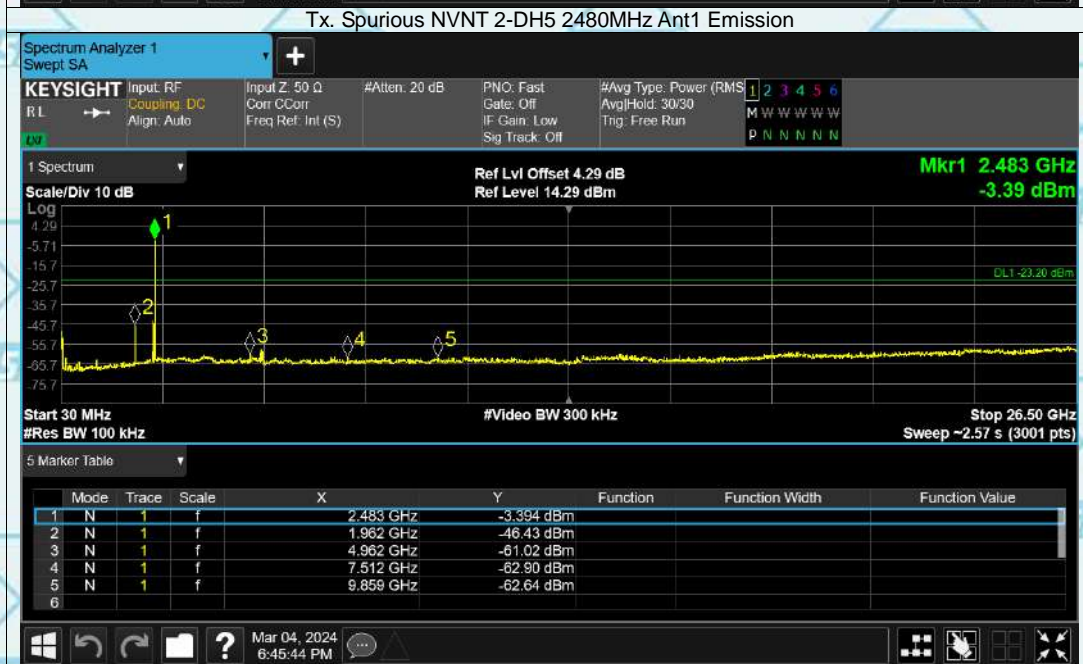 Tx. Spurious NVNT 2-DH5 2480MHz Ant1 Emission
Spectrum Analyzer 1
Swept SA
+
KEYSIGHT Input: RF Input Z: 50 Ω #Atten: 20 dB PNO: Fast #Avg Type: Power (RMS 1 2 3 4 5 6
RL Coupling: DC Corr CCorr Gate: Off Avg|Hold: 30/30 M W W W W W
Align: Auto Freq Ref: Int (S) IF Gain: Low Trig: Free Run
LXI Sig Track: Off P N N N N N
1 Spectrum Ref Lvl Offset 4.29 dB Mkr1 2.483 GHz
Scale/Div 10 dB Ref Level 14.29 dBm -3.39 dBm
Log
4.29 1
-5.71
-15.7
DL1 -23.20 dBm
-25.7
-35.7 2
-45.7
-55.7 3 4 5
-65.7
-75.7
Start 30 MHz #Video BW 300 kHz Stop 26.50 GHz
#Res BW 100 kHz Sweep ~2.57 s (3001 pts)
5 Marker Table
Mode Trace Scale X Y Function Function Width Function Value
1 N 1 f 2.483 GHz -3.394 dBm
2 N 1 f 1.962 GHz -46.43 dBm
3 N 1 f 4.962 GHz -61.02 dBm
4 N 1 f 7.512 GHz -62.90 dBm
5 N 1 f 9.859 GHz -62.64 dBm
6
? Mar 04, 2024
6:45:44 PM